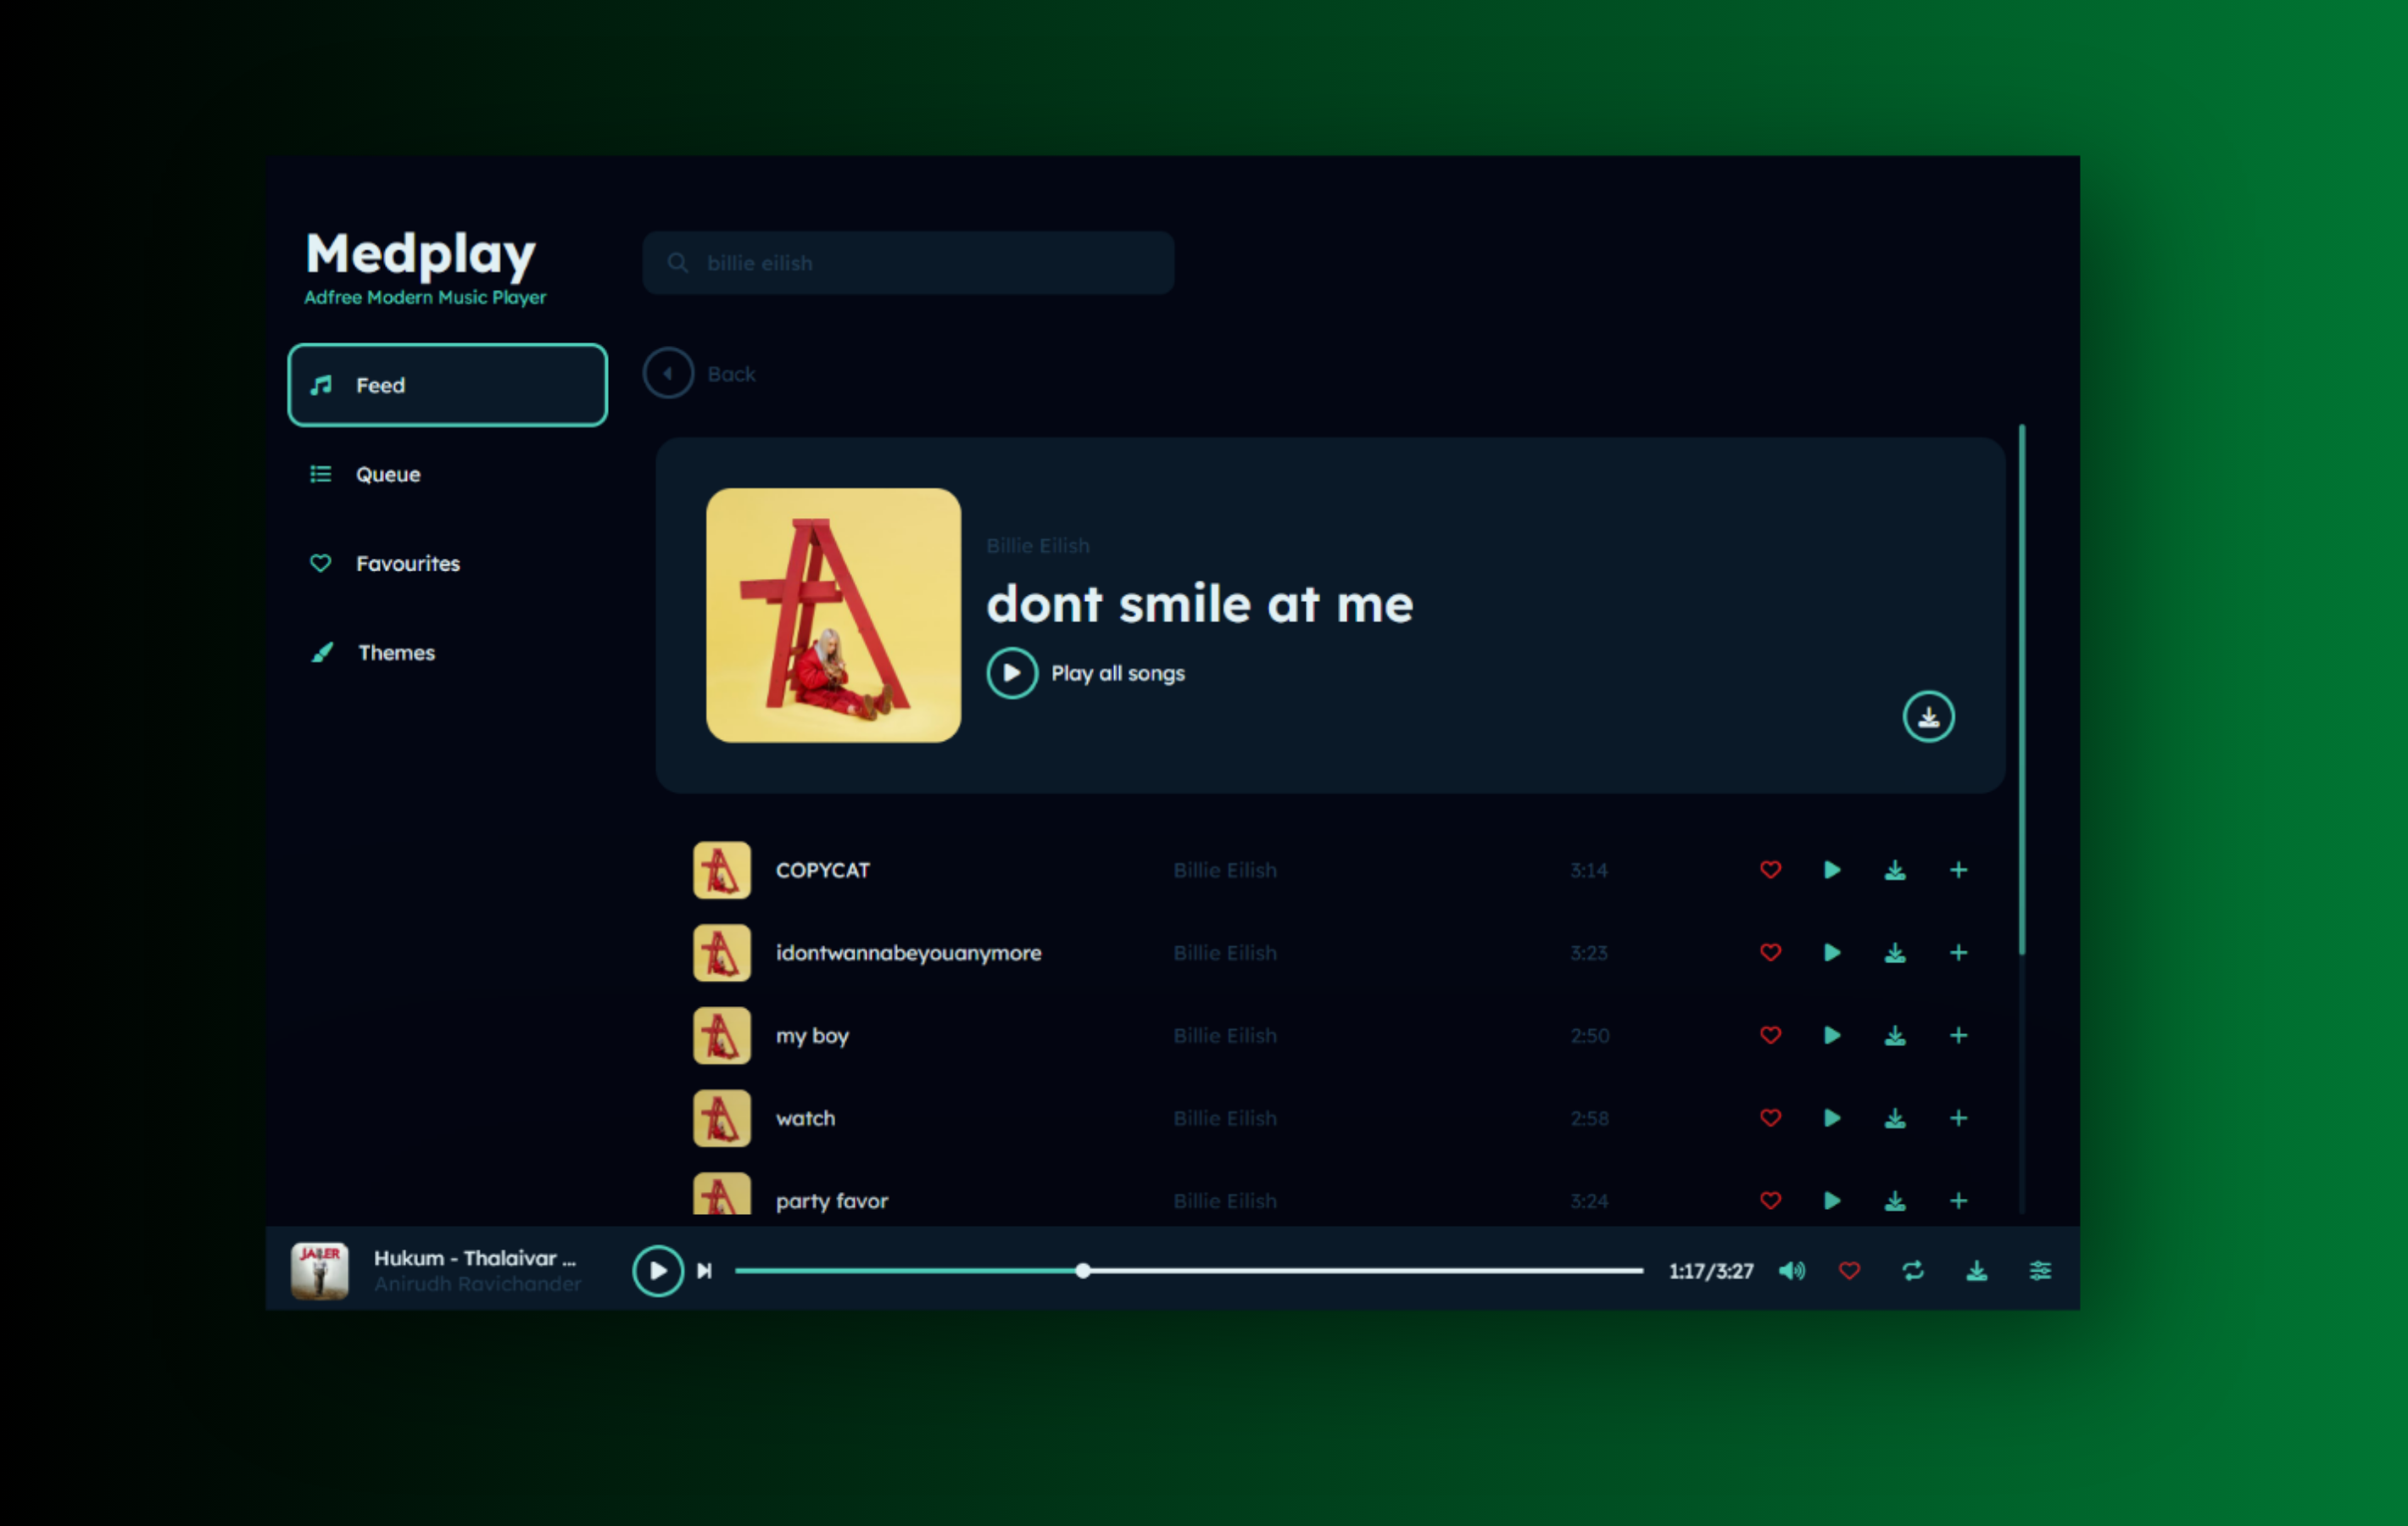 Medplay
Adfree Modern Music Player
billie eilish
Feed
Queue
Favourites
Themes
Back
Billie Eilish
dont smile at me
Play all songs
COPYCAT Billie Eilish 3:14
idontwannabeyouanymore Billie Eilish 3:23
my boy Billie Eilish 2:50
watch Billie Eilish 2:58
party favor Billie Eilish 3:24
JAILER
Hukum - Thalaivar ...
Anirudh Ravichander
1:17/3:27